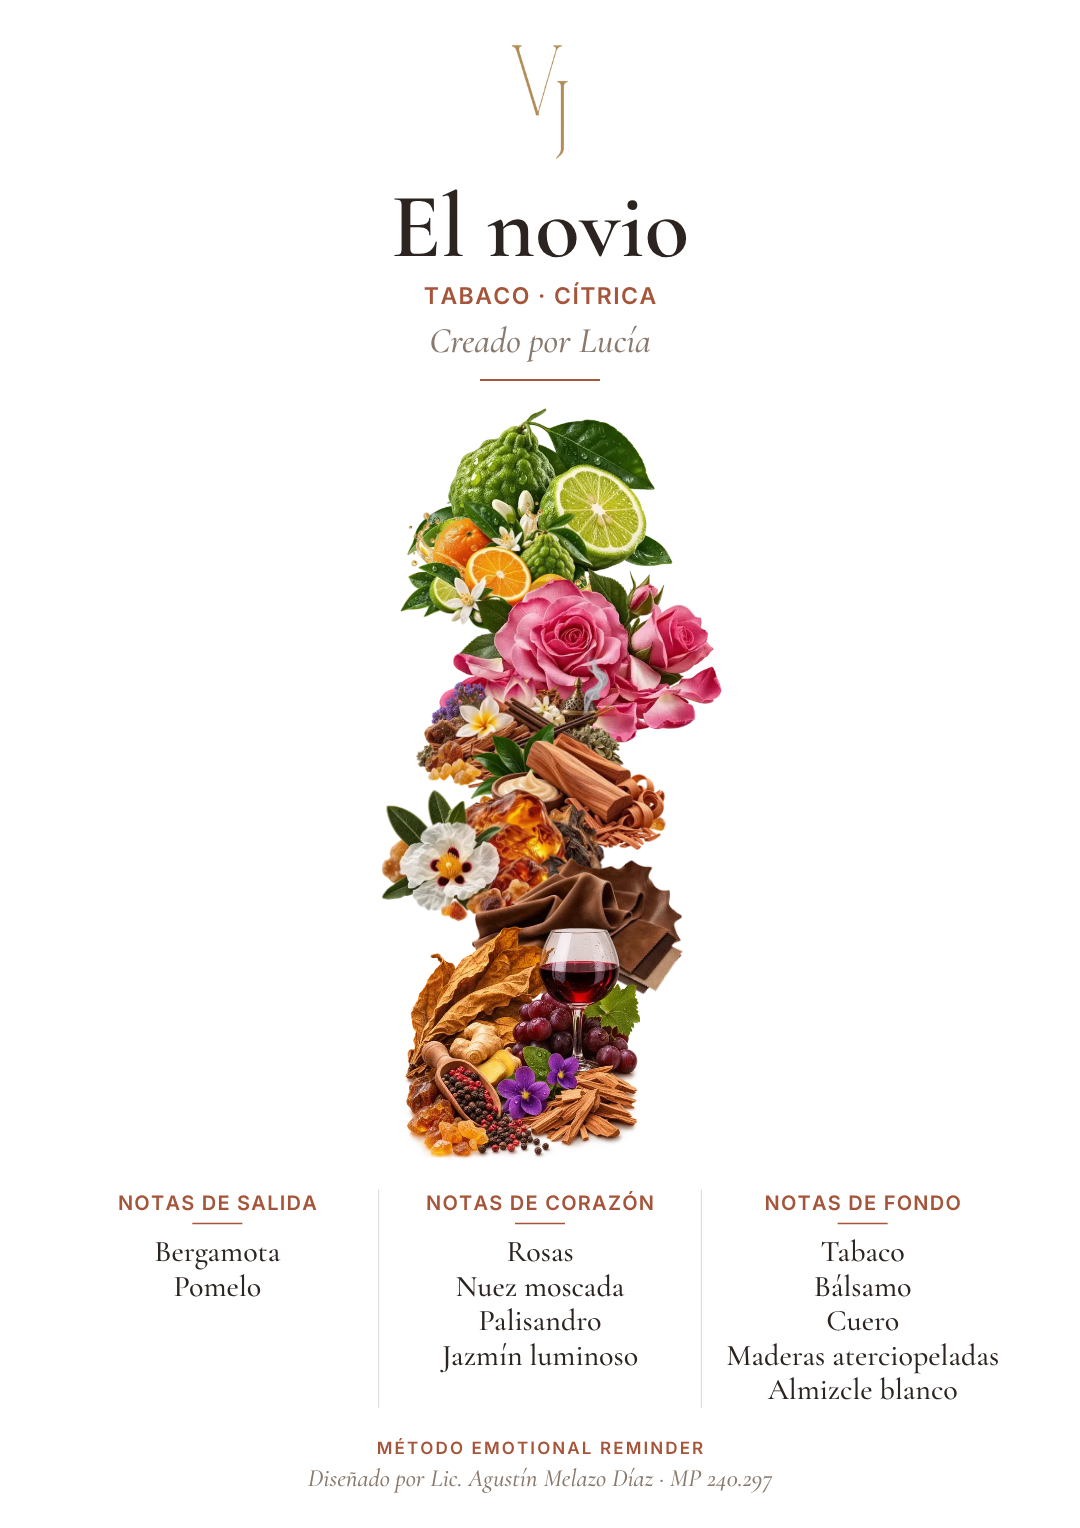 VJ
El novio
TABACO · CÍTRICA
Creado por Lucía
NOTAS DE SALIDA
Bergamota
Pomelo
NOTAS DE CORAZÓN
Rosas
Nuez moscada
Palisandro
Jazmín luminoso
NOTAS DE FONDO
Tabaco
Bálsamo
Cuero
Maderas aterciopeladas
Almizcle blanco
MÉTODO EMOTIONAL REMINDER
Diseñado por Lic. Agustín Melazo Díaz · MP 240.297